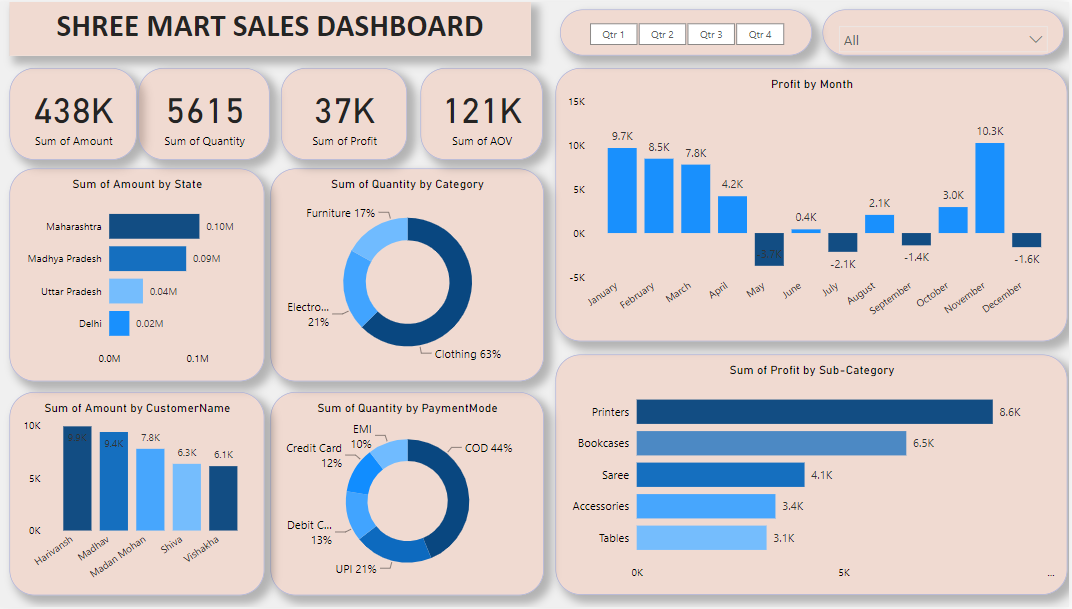 SHREE MART SALES DASHBOARD
Qtr 1 Qtr 2 Qtr 3 Qtr 4
All
438K
Sum of Amount
5615
Sum of Quantity
37K
Sum of Profit
121K
Sum of AOV
Profit by Month
15K
10K
5K
0K
-5K
9.7K
8.5K
7.8K
4.2K
-3.7K
0.4K
-2.1K
2.1K
-1.4K
3.0K
10.3K
-1.6K
January
February
March
April
May
June
July
August
September
October
November
December
Sum of Amount by State
Maharashtra 0.10M
Madhya Pradesh 0.09M
Uttar Pradesh 0.04M
Delhi 0.02M
0.0M 0.1M
Sum of Quantity by Category
Furniture 17%
Electro...
21%
Clothing 63%
Sum of Amount by CustomerName
10K
5K
0K
9.9K
9.4K
7.8K
6.3K
6.1K
Harivansh
Madhav
Madan Mohan
Shiva
Vishakha
Sum of Quantity by PaymentMode
EMI
10%
Credit Card
12%
COD 44%
Debit C...
13%
UPI 21%
Sum of Profit by Sub-Category
Printers 8.6K
Bookcases 6.5K
Saree 4.1K
Accessories 3.4K
Tables 3.1K
0K 5K ...